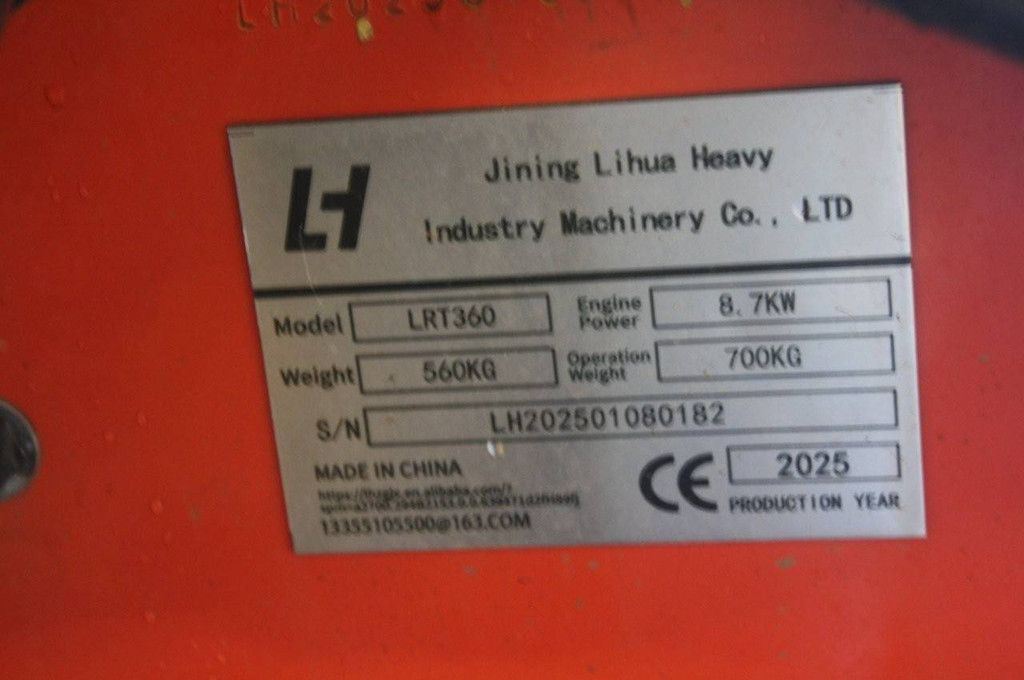 LH
Jining Lihua Heavy
Industry Machinery Co., LTD
Model LRT360 Engine Power 8.7KW
Weight 560KG Operation Weight 700KG
S/N LH202501080182
MADE IN CHINA
13355105500@163.COM
CE 2025
PRODUCTION YEAR